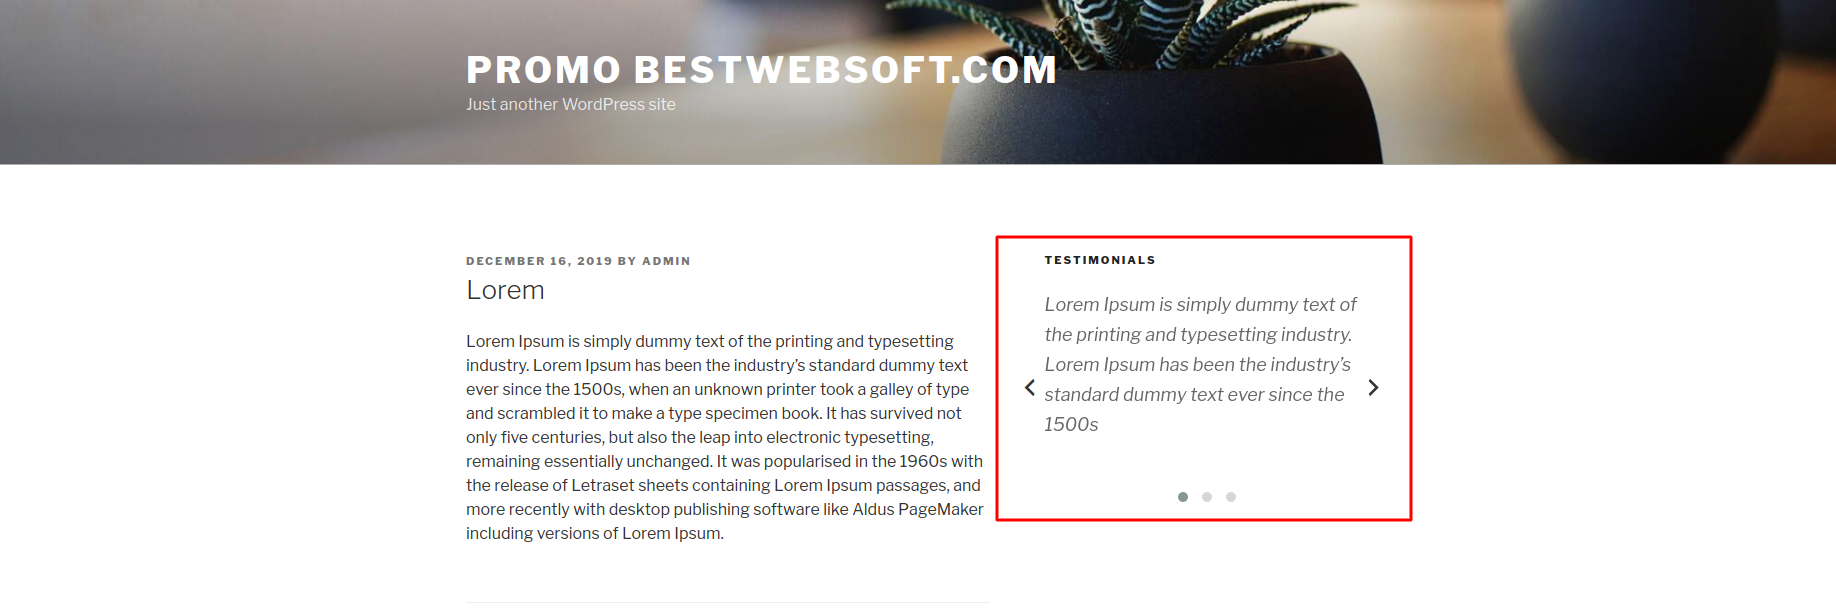 PROMO BESTWEBSOFT.COM
Just another WordPress site
DECEMBER 16, 2019 BY ADMIN
Lorem
Lorem Ipsum is simply dummy text of the printing and typesetting
industry. Lorem Ipsum has been the industry’s standard dummy text
ever since the 1500s, when an unknown printer took a galley of type
and scrambled it to make a type specimen book. It has survived not
only five centuries, but also the leap into electronic typesetting,
remaining essentially unchanged. It was popularised in the 1960s with
the release of Letraset sheets containing Lorem Ipsum passages, and
more recently with desktop publishing software like Aldus PageMaker
including versions of Lorem Ipsum.
TESTIMONIALS
Lorem Ipsum is simply dummy text of
the printing and typesetting industry.
Lorem Ipsum has been the industry’s
standard dummy text ever since the
1500s